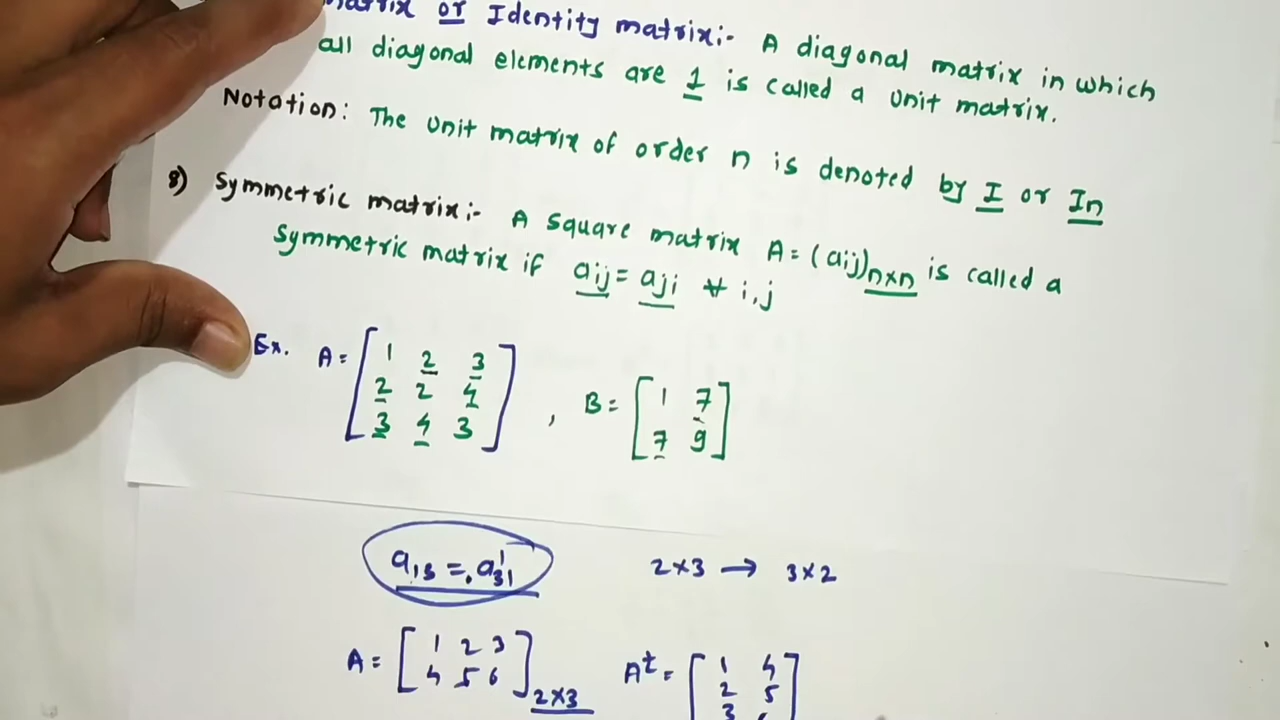 matrix or Identity matrix:- A diagonal matrix in which
all diagonal elements are 1 is called a unit matrix.
Notation: The unit matrix of order n is denoted by I or In
8) Symmetric matrix:- A square matrix A = (aij)n×n is called a
symmetric matrix if aij = aji ∀ i,j
Ex. A = [1 2 3
2 2 4
3 4 3] , B = [1 7
7 9]
a13 = a'31 2×3 → 3×2
A = [1 2 3
4 5 6]2×3 At = [1 4
2 5
3